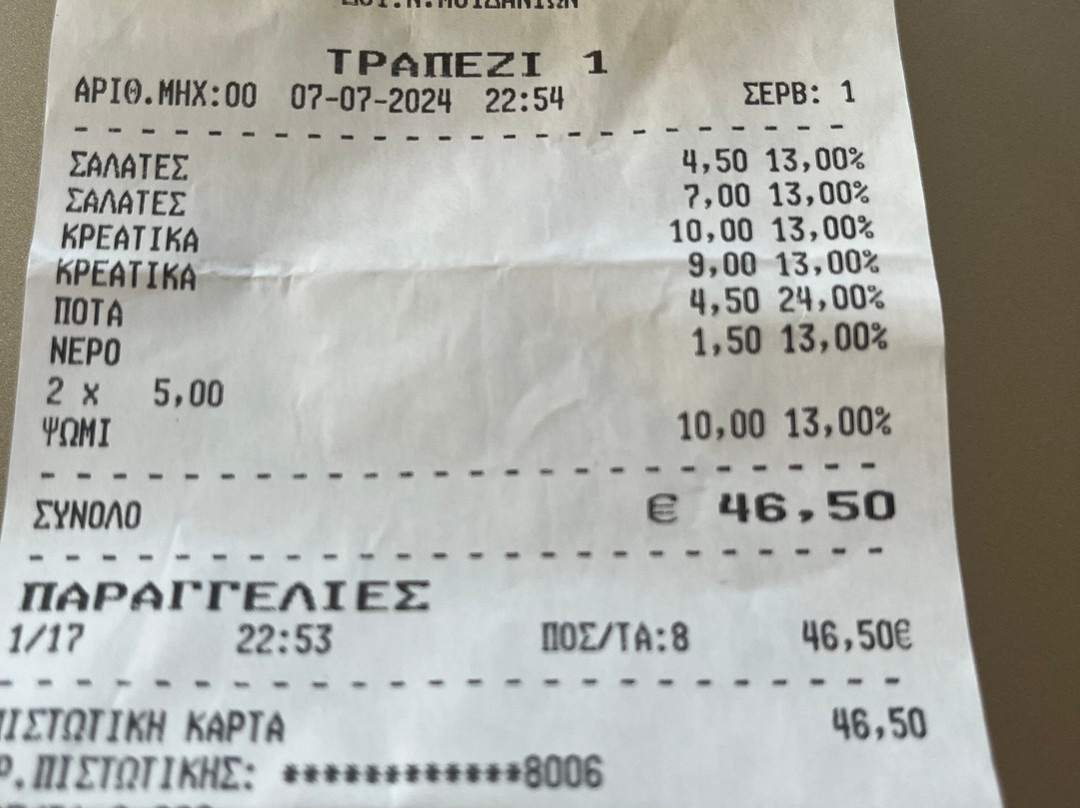 ΤΡΑΠΕΖΙ 1
ΑΡΙΘ.ΜΗΧ:00 07-07-2024 22:54 ΣΕΡΒ: 1
ΣΑΛΑΤΕΣ 4,50 13,00%
ΣΑΛΑΤΕΣ 7,00 13,00%
ΚΡΕΑΤΙΚΑ 10,00 13,00%
ΚΡΕΑΤΙΚΑ 9,00 13,00%
ΠΟΤΑ 4,50 24,00%
ΝΕΡΟ 1,50 13,00%
2 x 5,00
ΨΩΜΙ 10,00 13,00%
ΣΥΝΟΛΟ € 46,50
ΠΑΡΑΓΓΕΛΙΕΣ
1/17 22:53 ΠΟΣ/ΤΑ:8 46,50€
ΠΙΣΤΩΤΙΚΗ ΚΑΡΤΑ 46,50
Ρ.ΠΙΣΤΩΤΙΚΗΣ: ************8006